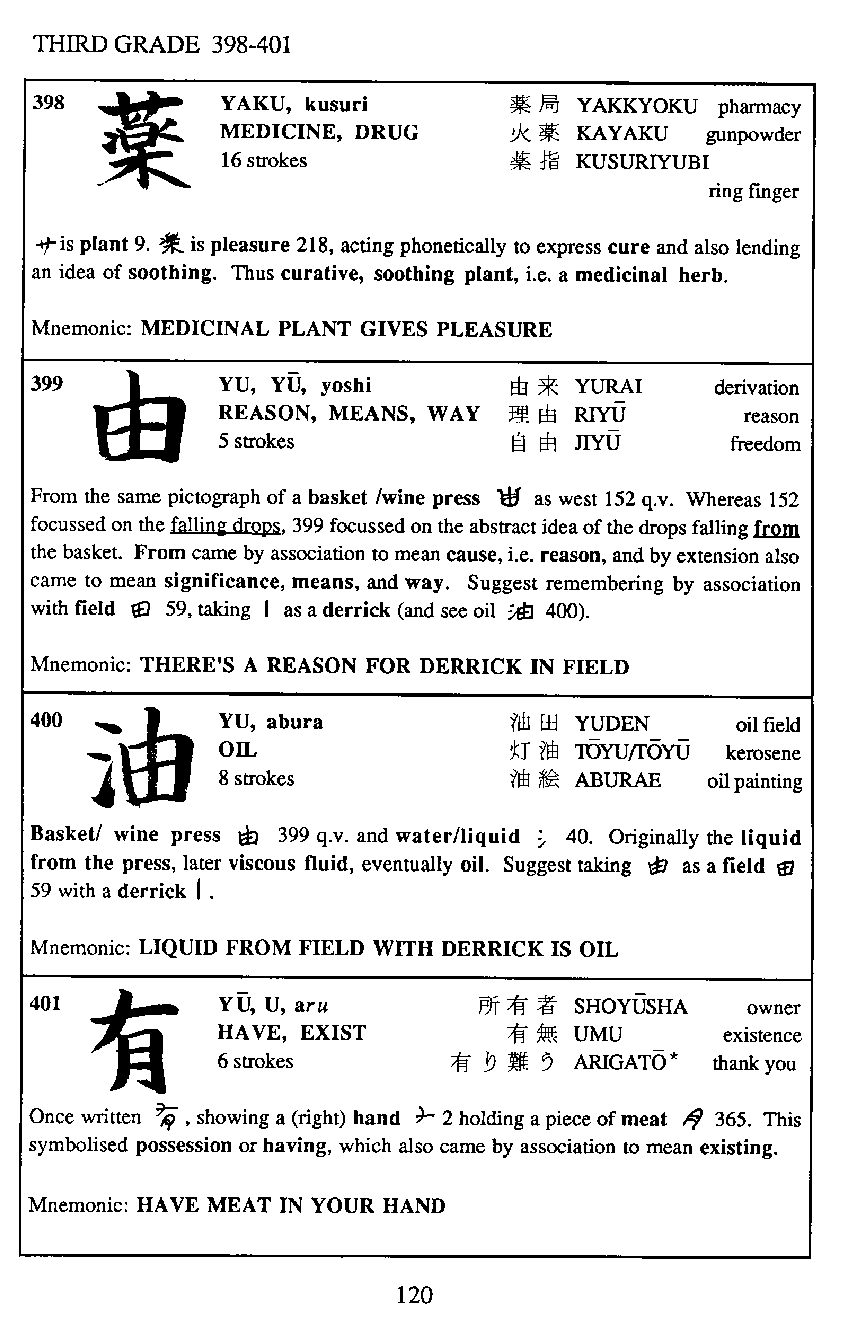 THIRD GRADE 398-401
398 薬 YAKU, kusuri 薬局 YAKKYOKU pharmacy
MEDICINE, DRUG 火薬 KAYAKU gunpowder
16 strokes 薬指 KUSURIYUBI
ring finger
is plant 9. is pleasure 218, acting phonetically to express cure and also lending
an idea of soothing. Thus curative, soothing plant, i.e. a medicinal herb.
Mnemonic: MEDICINAL PLANT GIVES PLEASURE
399 由 YU, YŪ, yoshi 由来 YURAI derivation
REASON, MEANS, WAY 理由 RIYŪ reason
5 strokes 自由 JIYŪ freedom
From the same pictograph of a basket /wine press as west 152 q.v. Whereas 152
focussed on the falling drops, 399 focussed on the abstract idea of the drops falling from
the basket. From came by association to mean cause, i.e. reason, and by extension also
came to mean significance, means, and way. Suggest remembering by association
with field 田 59, taking | as a derrick (and see oil 油 400).
Mnemonic: THERE'S A REASON FOR DERRICK IN FIELD
400 油 YU, abura 油田 YUDEN oil field
OIL 灯油 TŌYU/TŌYŪ kerosene
8 strokes 油絵 ABURAE oil painting
Basket/ wine press 由 399 q.v. and water/liquid 氵 40. Originally the liquid
from the press, later viscous fluid, eventually oil. Suggest taking 由 as a field 田
59 with a derrick | .
Mnemonic: LIQUID FROM FIELD WITH DERRICK IS OIL
401 有 YŪ, U, aru 所有者 SHOYŪSHA owner
HAVE, EXIST 有無 UMU existence
6 strokes 有り難う ARIGATŌ* thank you
Once written , showing a (right) hand 2 holding a piece of meat 365. This
symbolised possession or having, which also came by association to mean existing.
Mnemonic: HAVE MEAT IN YOUR HAND
120